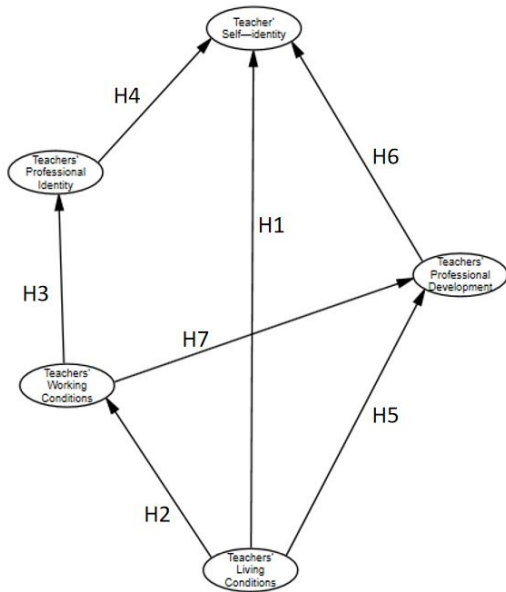 Teacher'
Self—identity
H4
Teachers'
Professional
Identity
H6
H1
Teachers'
Professional
Development
H3
H7
Teachers'
Working
Conditions
H5
H2
Teachers'
Living
Conditions